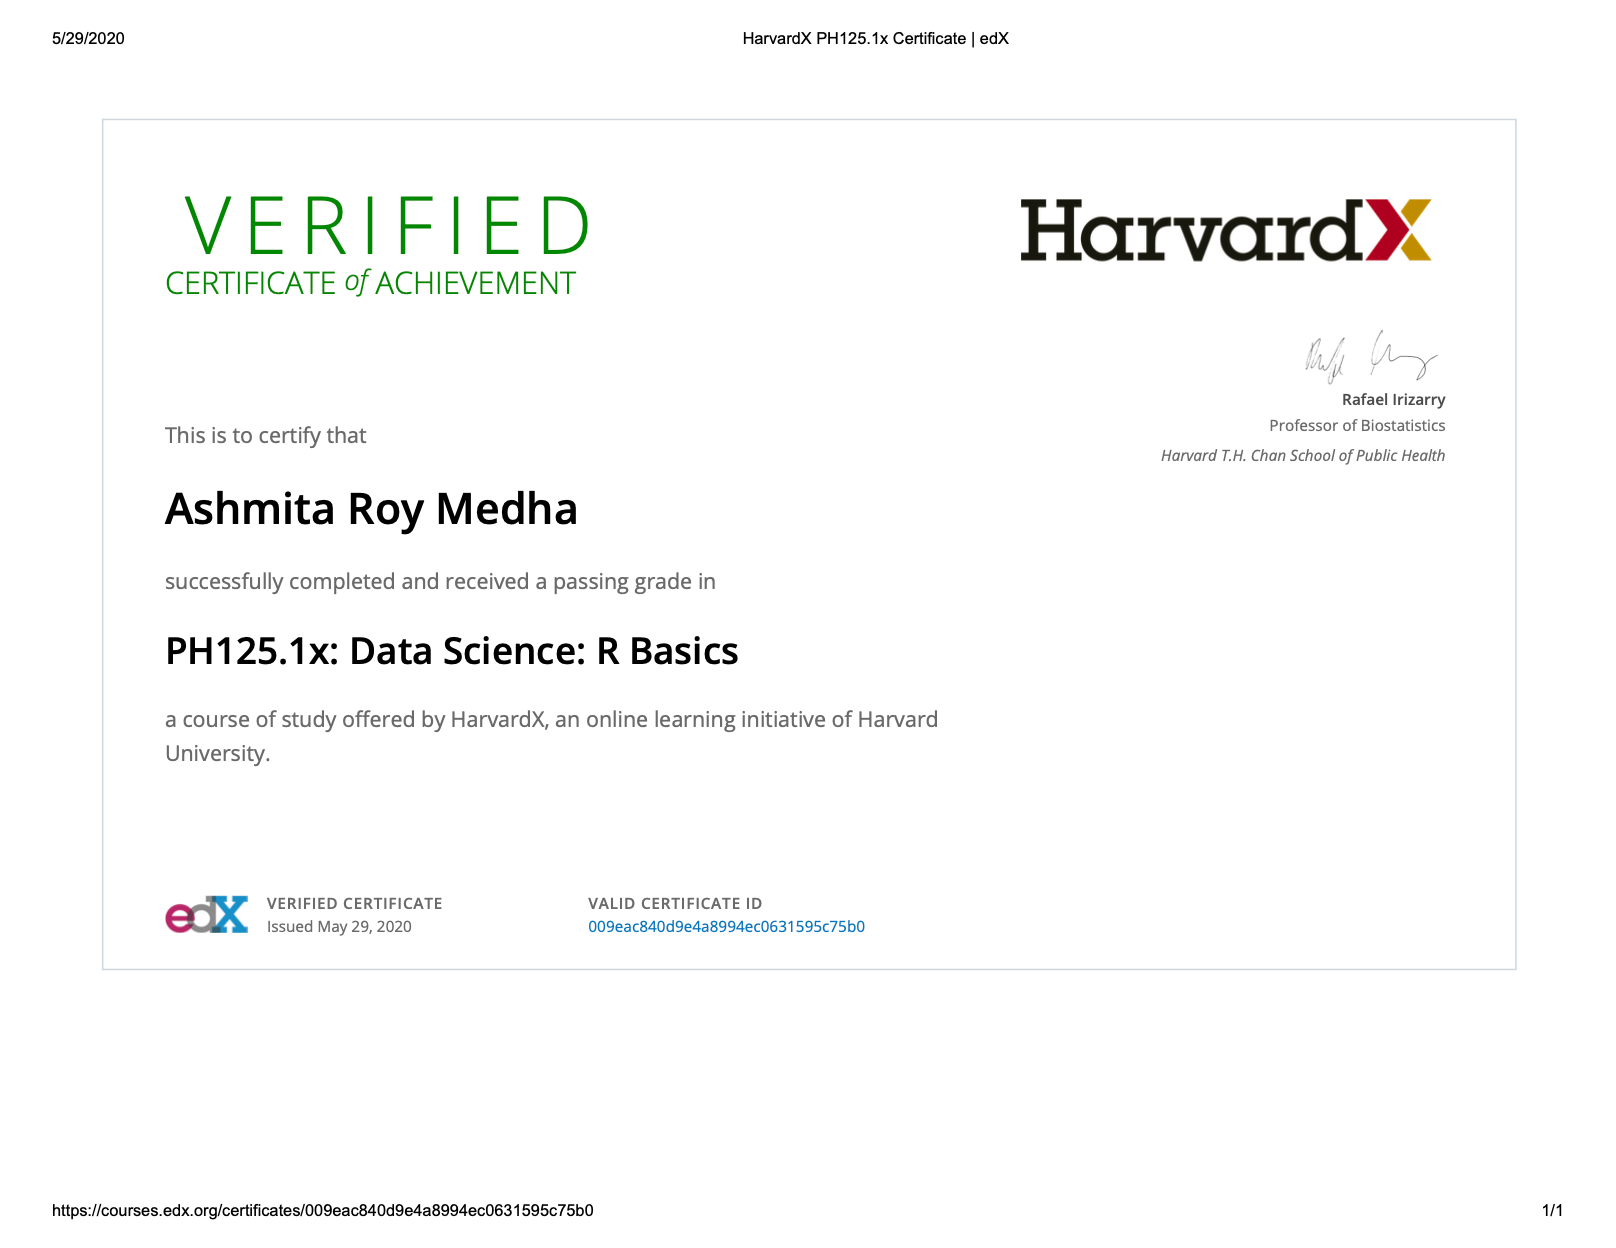 5/29/2020
HarvardX PH125.1x Certificate | edX
VERIFIED
CERTIFICATE of ACHIEVEMENT
HarvardX
Rafael Irizarry
Professor of Biostatistics
Harvard T.H. Chan School of Public Health
This is to certify that
Ashmita Roy Medha
successfully completed and received a passing grade in
PH125.1x: Data Science: R Basics
a course of study offered by HarvardX, an online learning initiative of Harvard
University.
edX
VERIFIED CERTIFICATE
Issued May 29, 2020
VALID CERTIFICATE ID
009eac840d9e4a8994ec0631595c75b0
https://courses.edx.org/certificates/009eac840d9e4a8994ec0631595c75b0
1/1